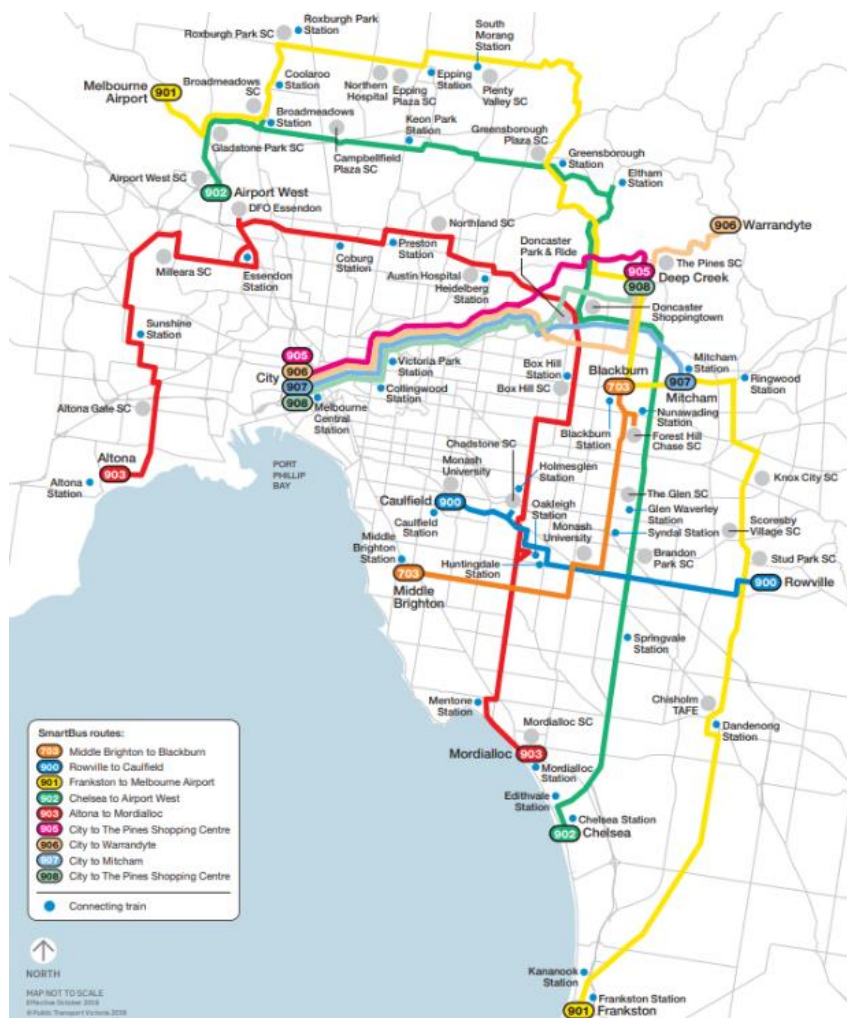 Roxburgh Park
Station
Roxburgh Park SC
South
Morang
Station
Melbourne
Airport
901
Broadmeadows
SC
Coolaroo
Station
Northern
Hospital
Epping
Plaza SC
Epping
Station
Plenty
Valley SC
Broadmeadows
Station
Keon Park
Station
Greensborough
Plaza SC
Gladstone Park SC
Campbellfield
Plaza SC
Greensborough
Station
Eltham
Station
Airport West SC
902 Airport West
DFO Essendon
Northland SC
Doncaster
Park & Ride
906
Warrandyte
Milleara SC
Essendon
Station
Coburg
Station
Preston
Station
Austin Hospital
Heidelberg
Station
905
908
Deep Creek
The Pines SC
Doncaster
Shoppingtown
Sunshine
Station
City
905
906
907
908
Victoria Park
Station
Collingwood
Station
Melbourne
Central
Station
Box Hill
Station
Box Hill SC
Blackburn
703
Mitcham
Station
907
Mitcham
Ringwood
Station
Nunawading
Station
Blackburn
Station
Forest Hill
Chase SC
Altona Gate SC
Altona
903
Altona
Station
PORT
PHILLIP
BAY
Chadstone SC
Monash
University
Holmesglen
Station
Caulfield 900
Caulfield
Station
Oakleigh
Station
Monash
University
The Glen SC
Glen Waverley
Station
Syndal Station
Knox City SC
Scoresby
Village SC
Middle
Brighton
Station
703
Middle
Brighton
Huntingdale
Station
Brandon
Park SC
Stud Park SC
900 Rowville
Springvale
Station
Mentone
Station
Chisholm
TAFE
Dandenong
Station
Mordialloc SC
Mordialloc 903
Mordialloc
Station
Edithvale
Station
Chelsea Station
902 Chelsea
SmartBus routes:
703 Middle Brighton to Blackburn
900 Rowville to Caulfield
901 Frankston to Melbourne Airport
902 Chelsea to Airport West
903 Altona to Mordialloc
905 City to The Pines Shopping Centre
906 City to Warrandyte
907 City to Mitcham
908 City to The Pines Shopping Centre
Connecting train
NORTH
MAP NOT TO SCALE
Kananook
Station
Frankston Station
901 Frankston